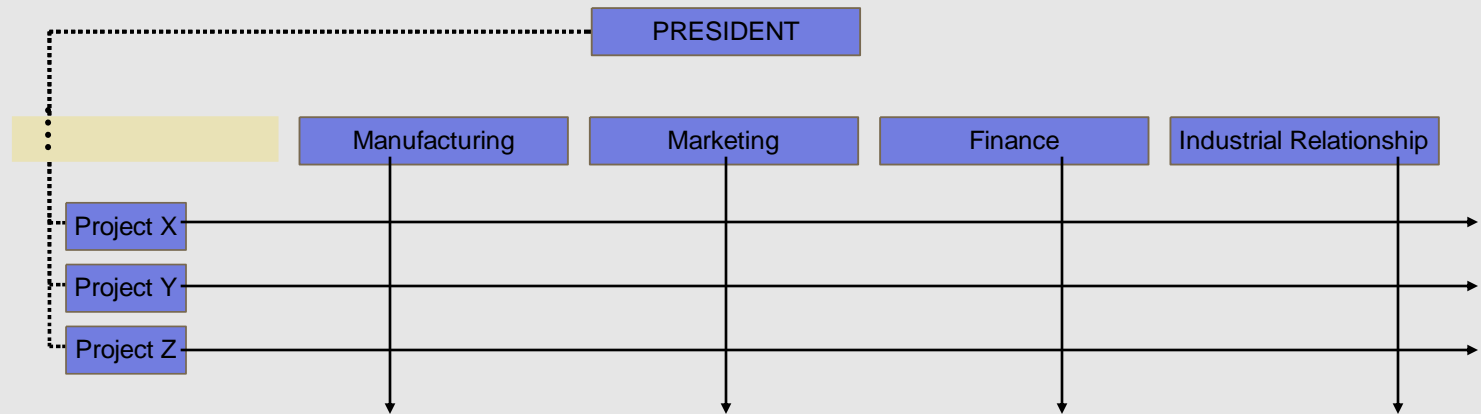 PRESIDENT
Manufacturing
Marketing
Finance
Industrial Relationship
Project X
Project Y
Project Z